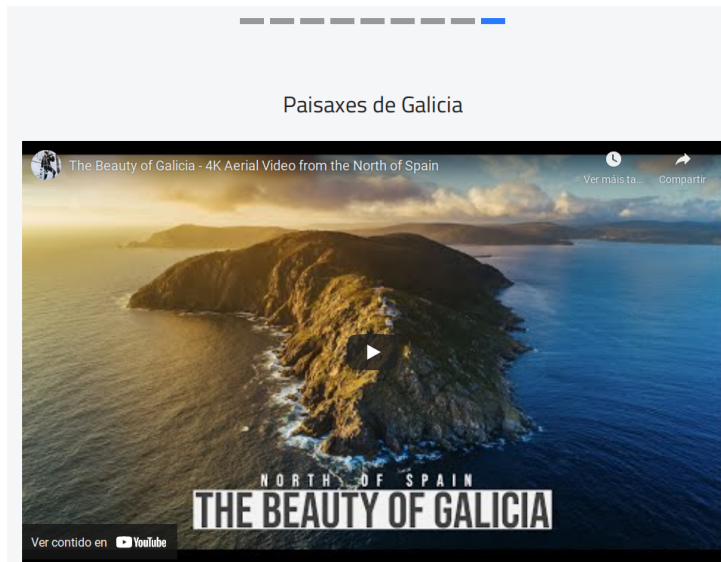 Paisaxes de Galicia
The Beauty of Galicia - 4K Aerial Video from the North of Spain
Ver máis ta... Compartir
NORTH OF SPAIN
THE BEAUTY OF GALICIA
Ver contido en YouTube